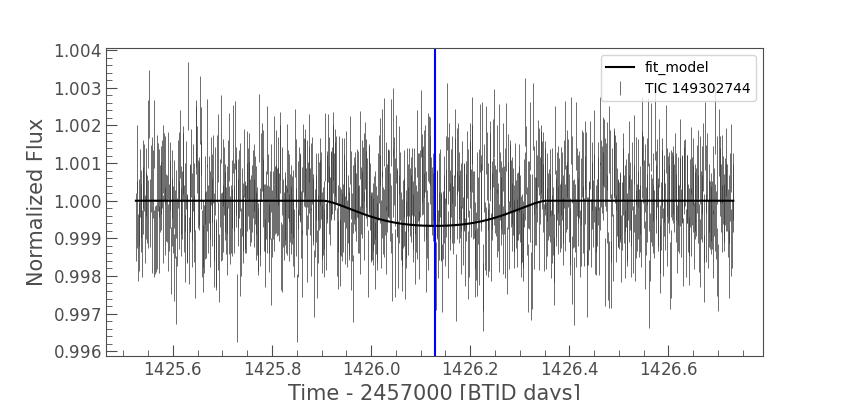 1.004
1.003
1.002
1.001
1.000
0.999
0.998
0.997
0.996
Normalized Flux
fit_model
TIC 149302744
1425.6 1425.8 1426.0 1426.2 1426.4 1426.6
Time - 2457000 [BTJD days]